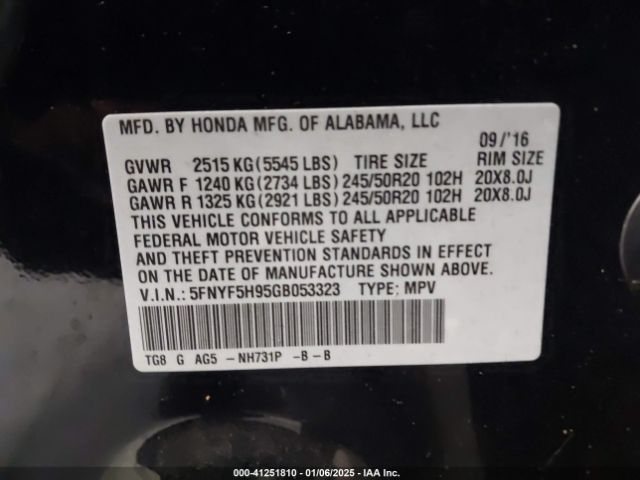 MFD. BY HONDA MFG. OF ALABAMA, LLC
09/'16
GVWR 2515 KG(5545 LBS) TIRE SIZE RIM SIZE
GAWR F 1240 KG(2734 LBS) 245/50R20 102H 20X8.0J
GAWR R 1325 KG(2921 LBS) 245/50R20 102H 20X8.0J
THIS VEHICLE CONFORMS TO ALL APPLICABLE
FEDERAL MOTOR VEHICLE SAFETY
AND THEFT PREVENTION STANDARDS IN EFFECT
ON THE DATE OF MANUFACTURE SHOWN ABOVE.
V.I.N.: 5FNYF5H95GB053323 TYPE: MPV
TG8 G AG5 -NH731P -B-B
000-41251810 - 01/06/2025 - IAA Inc.